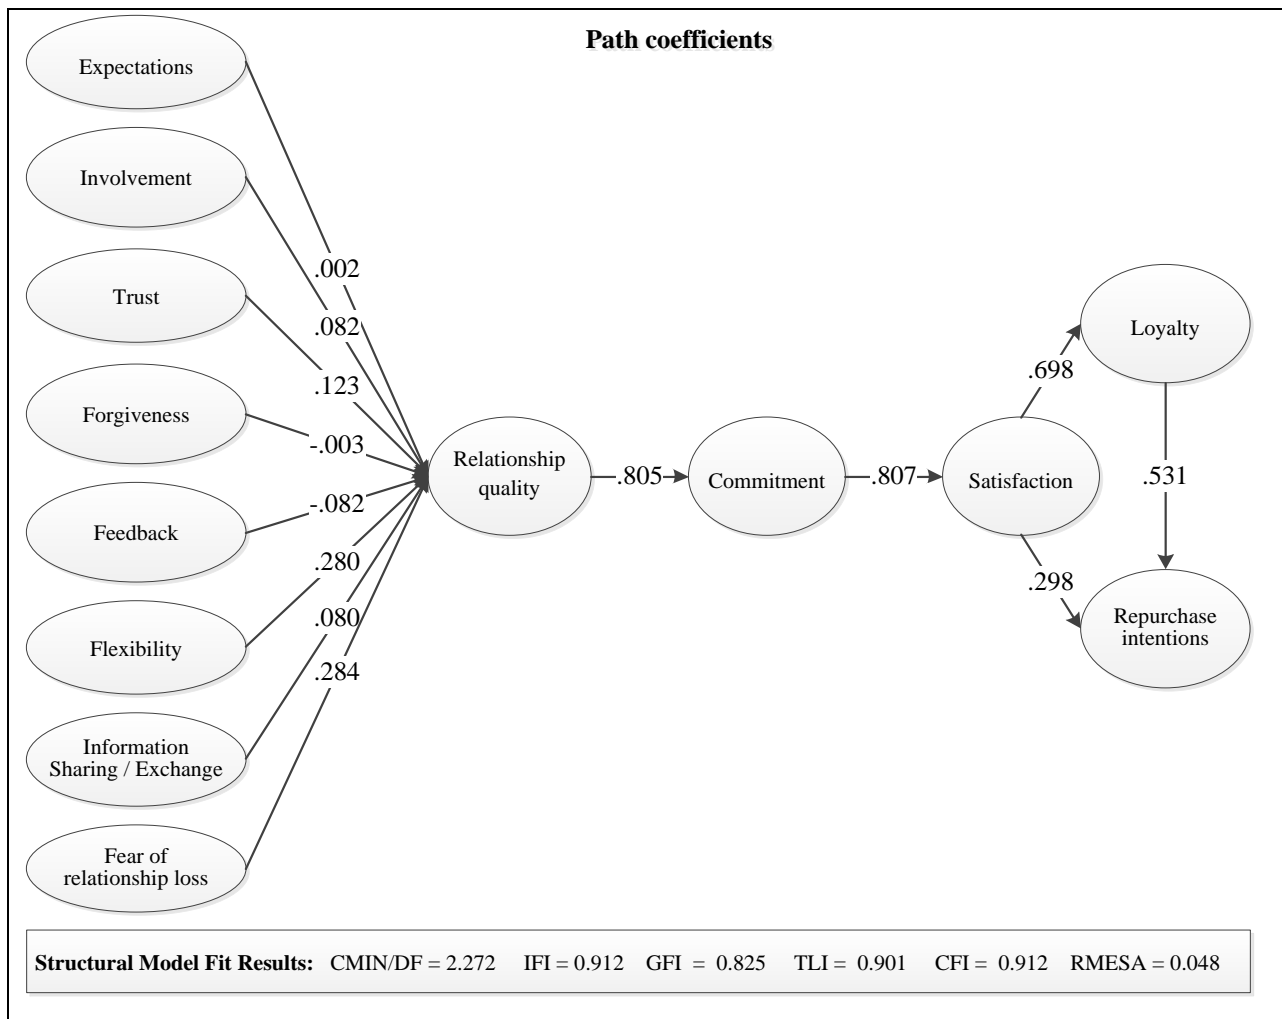 Path coefficients
Expectations
Involvement
Trust
Forgiveness
Feedback
Flexibility
Information
Sharing / Exchange
Fear of
relationship loss
.002
.082
.123
-.003
-.082
.280
.080
.284
Relationship
quality
.805
Commitment
.807
Satisfaction
.698
.298
Loyalty
.531
Repurchase
intentions
Structural Model Fit Results: CMIN/DF = 2.272 IFI = 0.912 GFI = 0.825 TLI = 0.901 CFI = 0.912 RMESA = 0.048